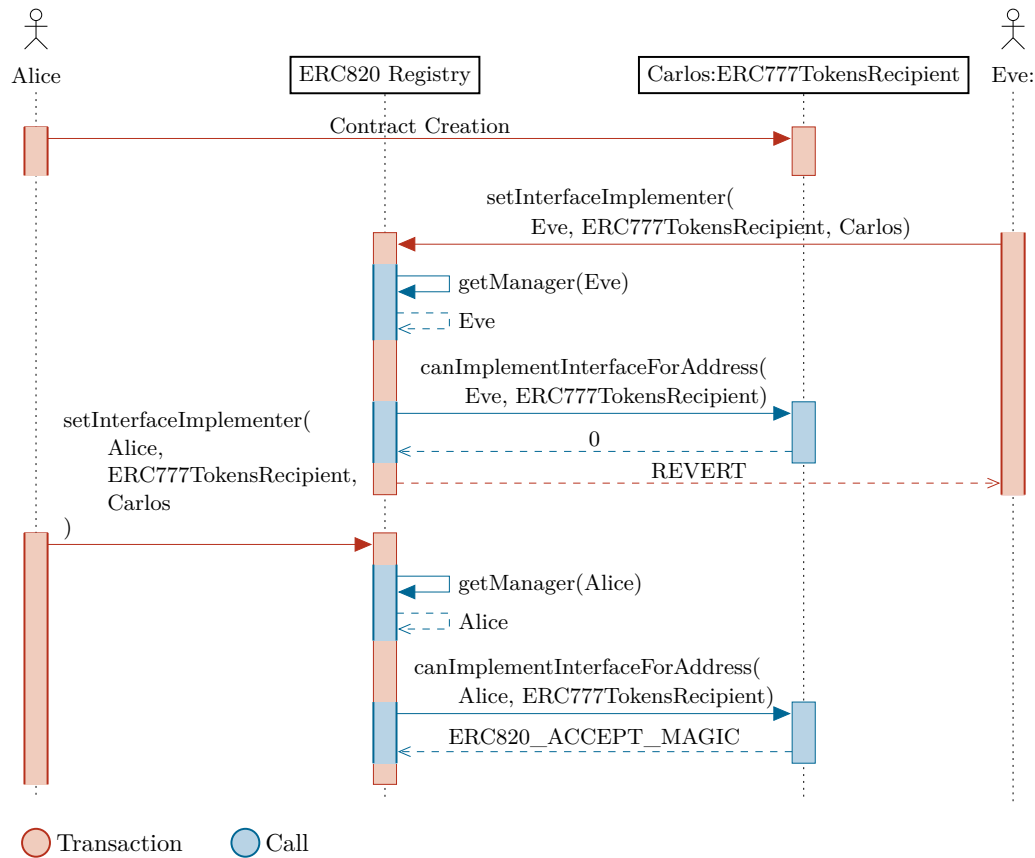 Alice
ERC820 Registry
Carlos:ERC777TokensRecipient
Eve:
Contract Creation
setInterfaceImplementer(
Eve, ERC777TokensRecipient, Carlos)
getManager(Eve)
Eve
canImplementInterfaceForAddress(
Eve, ERC777TokensRecipient)
0
REVERT
setInterfaceImplementer(
Alice,
ERC777TokensRecipient,
Carlos
)
getManager(Alice)
Alice
canImplementInterfaceForAddress(
Alice, ERC777TokensRecipient)
ERC820_ACCEPT_MAGIC
Transaction
Call